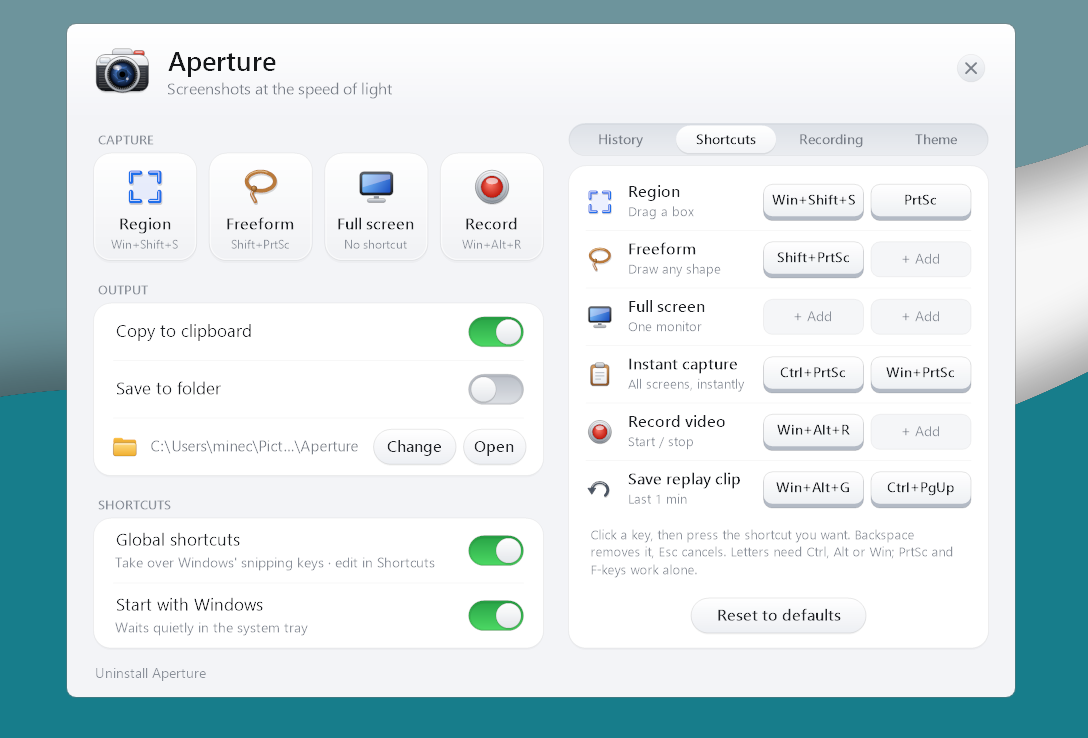 Aperture
Screenshots at the speed of light
CAPTURE
Region
Win+Shift+S
Freeform
Shift+PrtSc
Full screen
No shortcut
Record
Win+Alt+R
OUTPUT
Copy to clipboard
Save to folder
C:\Users\minec\Pict...\Aperture
Change
Open
SHORTCUTS
Global shortcuts
Take over Windows' snipping keys · edit in Shortcuts
Start with Windows
Waits quietly in the system tray
Uninstall Aperture
History
Shortcuts
Recording
Theme
Region
Drag a box
Win+Shift+S
PrtSc
Freeform
Draw any shape
Shift+PrtSc
+ Add
Full screen
One monitor
+ Add
+ Add
Instant capture
All screens, instantly
Ctrl+PrtSc
Win+PrtSc
Record video
Start / stop
Win+Alt+R
+ Add
Save replay clip
Last 1 min
Win+Alt+G
Ctrl+PgUp
Click a key, then press the shortcut you want. Backspace
removes it, Esc cancels. Letters need Ctrl, Alt or Win; PrtSc and
F-keys work alone.
Reset to defaults